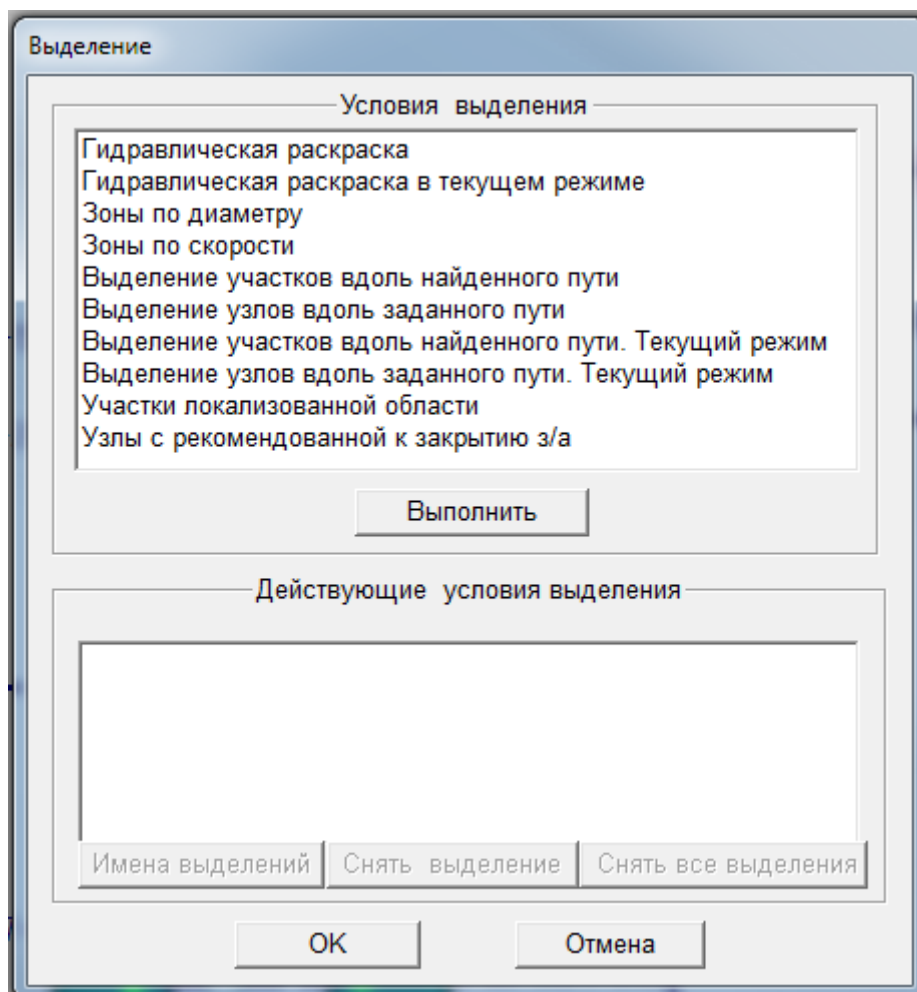 Выделение
Условия выделения
Гидравлическая раскраска
Гидравлическая раскраска в текущем режиме
Зоны по диаметру
Зоны по скорости
Выделение участков вдоль найденного пути
Выделение узлов вдоль заданного пути
Выделение участков вдоль найденного пути. Текущий режим
Выделение узлов вдоль заданного пути. Текущий режим
Участки локализованной области
Узлы с рекомендованной к закрытию з/а
Выполнить
Действующие условия выделения
Имена выделений Снять выделение Снять все выделения
OK Отмена